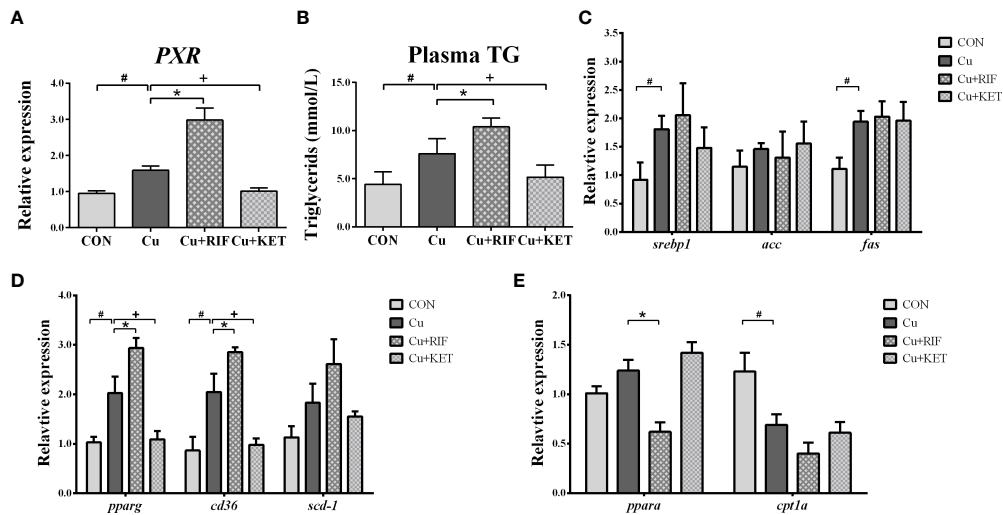 A
PXR
Relative expression
4.0
3.0
2.0
1.0
0.0
#
+
*
CON Cu Cu+RIF Cu+KET
B
Plasma TG
Triglycerids (mmol/L)
15.0
10.0
5.0
0.0
#
+
*
CON Cu Cu+RIF Cu+KET
C
Relavtive expression
3.5
3.0
2.5
2.0
1.5
1.0
0.5
0.0
#
#
srebp1 acc fas
CON
Cu
Cu+RIF
Cu+KET
D
Relavtive expression
4.0
3.0
2.0
1.0
0.0
# +
*
# +
*
pparg cd36 scd-1
CON
Cu
Cu+RIF
Cu+KET
E
Relavtive expression
2.0
1.5
1.0
0.5
0.0
*
#
ppara cpt1a
CON
Cu
Cu+RIF
Cu+KET